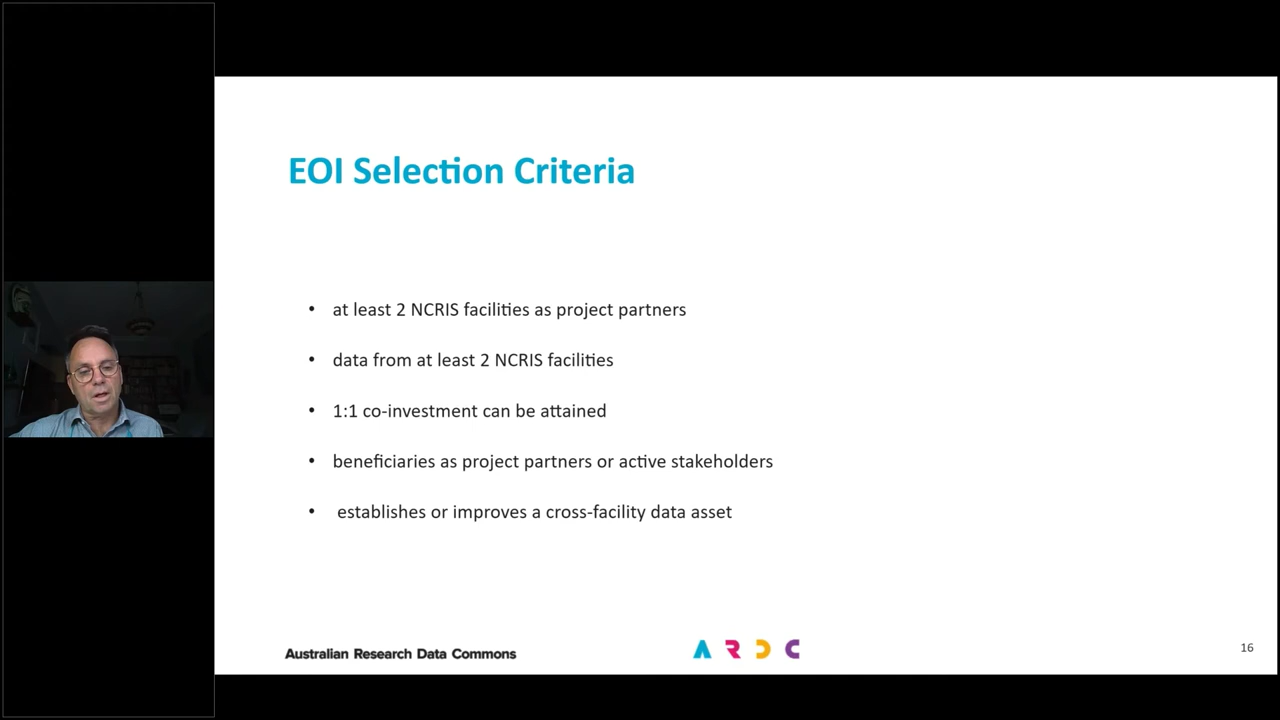 EOI Selection Criteria
• at least 2 NCRIS facilities as project partners
• data from at least 2 NCRIS facilities
• 1:1 co-investment can be attained
• beneficiaries as project partners or active stakeholders
• establishes or improves a cross-facility data asset
Australian Research Data Commons
ARDC
16